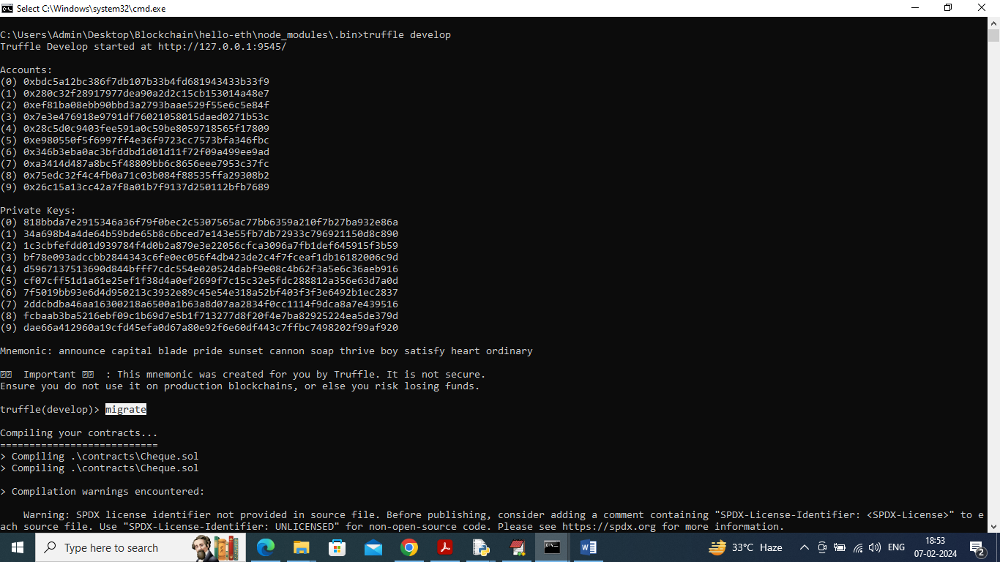 Select C:\Windows\system32\cmd.exe
C:\Users\Admin\Desktop\Blockchain\hello-eth\node_modules\.bin>truffle develop
Truffle Develop started at http://127.0.0.1:9545/
Accounts:
(0) 0xbdc5a12bc386f7db107b33b4fd681943433b33f9
(1) 0x280c32f28917977dea90a2d2c15cb153014a48e7
(2) 0xef81ba08ebb90bbd3a2793baae529f55e6c5e84f
(3) 0x7e3e476918e9791df76021058015daed0271b53c
(4) 0x28c5d0c9403fee591a0c59be8059718565f17809
(5) 0xe980550f5f6997ff4e36f9723cc7573bfa346fbc
(6) 0x346b3eba0ac3bfddbd1d01d11f72f09a499ee9ad
(7) 0xa3414d487a8bc5f48809bb6c8656eee7953c37fc
(8) 0x75edc32f4c4fb0a71c03b084f88535ffa29308b2
(9) 0x26c15a13cc42a7f8a01b7f9137d250112bfb7689
Private Keys:
(0) 818bbda7e2915346a36f79f0bec2c5307565ac77bb6359a210f7b27ba932e86a
(1) 34a698b4a4de64b59bde65b8c6bced7e143e55fb7db72933c796921150d8c890
(2) 1c3cbfefdd01d939784f4d0b2a879e3e22056cfca3096a7fb1def645915f3b59
(3) bf78e093adccbb2844343c6fe0ec056f4db423de2c4f7fceaf1db16182006c9d
(4) d5967137513690d844bfff7cdc554e020524dabf9e08c4b62f3a5e6c36aeb916
(5) cf07cff51d1a61e25ef1f38d4a0ef2699f7c15c32e5fdc288812a356e63d7a0d
(6) 7f5019bb93e6d4d950213c3932e89c45e54e318a52bf403f3f3e6492b1ec2837
(7) 2ddcbdba46aa16300218a6500a1b63a8d07aa2834f0cc1114f9dca8a7e439516
(8) fcbaab3ba5216ebf09c1b69d7e5b1f713277d8f20f4e7ba82925224ea5de379d
(9) dae66a412960a19cfd45efa0d67a80e92f6e60df443c7ffbc7498202f99af920
Mnemonic: announce capital blade pride sunset cannon soap thrive boy satisfy heart ordinary
Important : This mnemonic was created for you by Truffle. It is not secure.
Ensure you do not use it on production blockchains, or else you risk losing funds.
truffle(develop)> migrate
Compiling your contracts...
===========================
> Compiling .\contracts\Cheque.sol
> Compiling .\contracts\Cheque.sol
> Compilation warnings encountered:
Warning: SPDX license identifier not provided in source file. Before publishing, consider adding a comment containing "SPDX-License-Identifier: <SPDX-License>" to e
ach source file. Use "SPDX-License-Identifier: UNLICENSED" for non-open-source code. Please see https://spdx.org for more information.
Type here to search
33°C Haze
ENG
18:53
07-02-2024
2